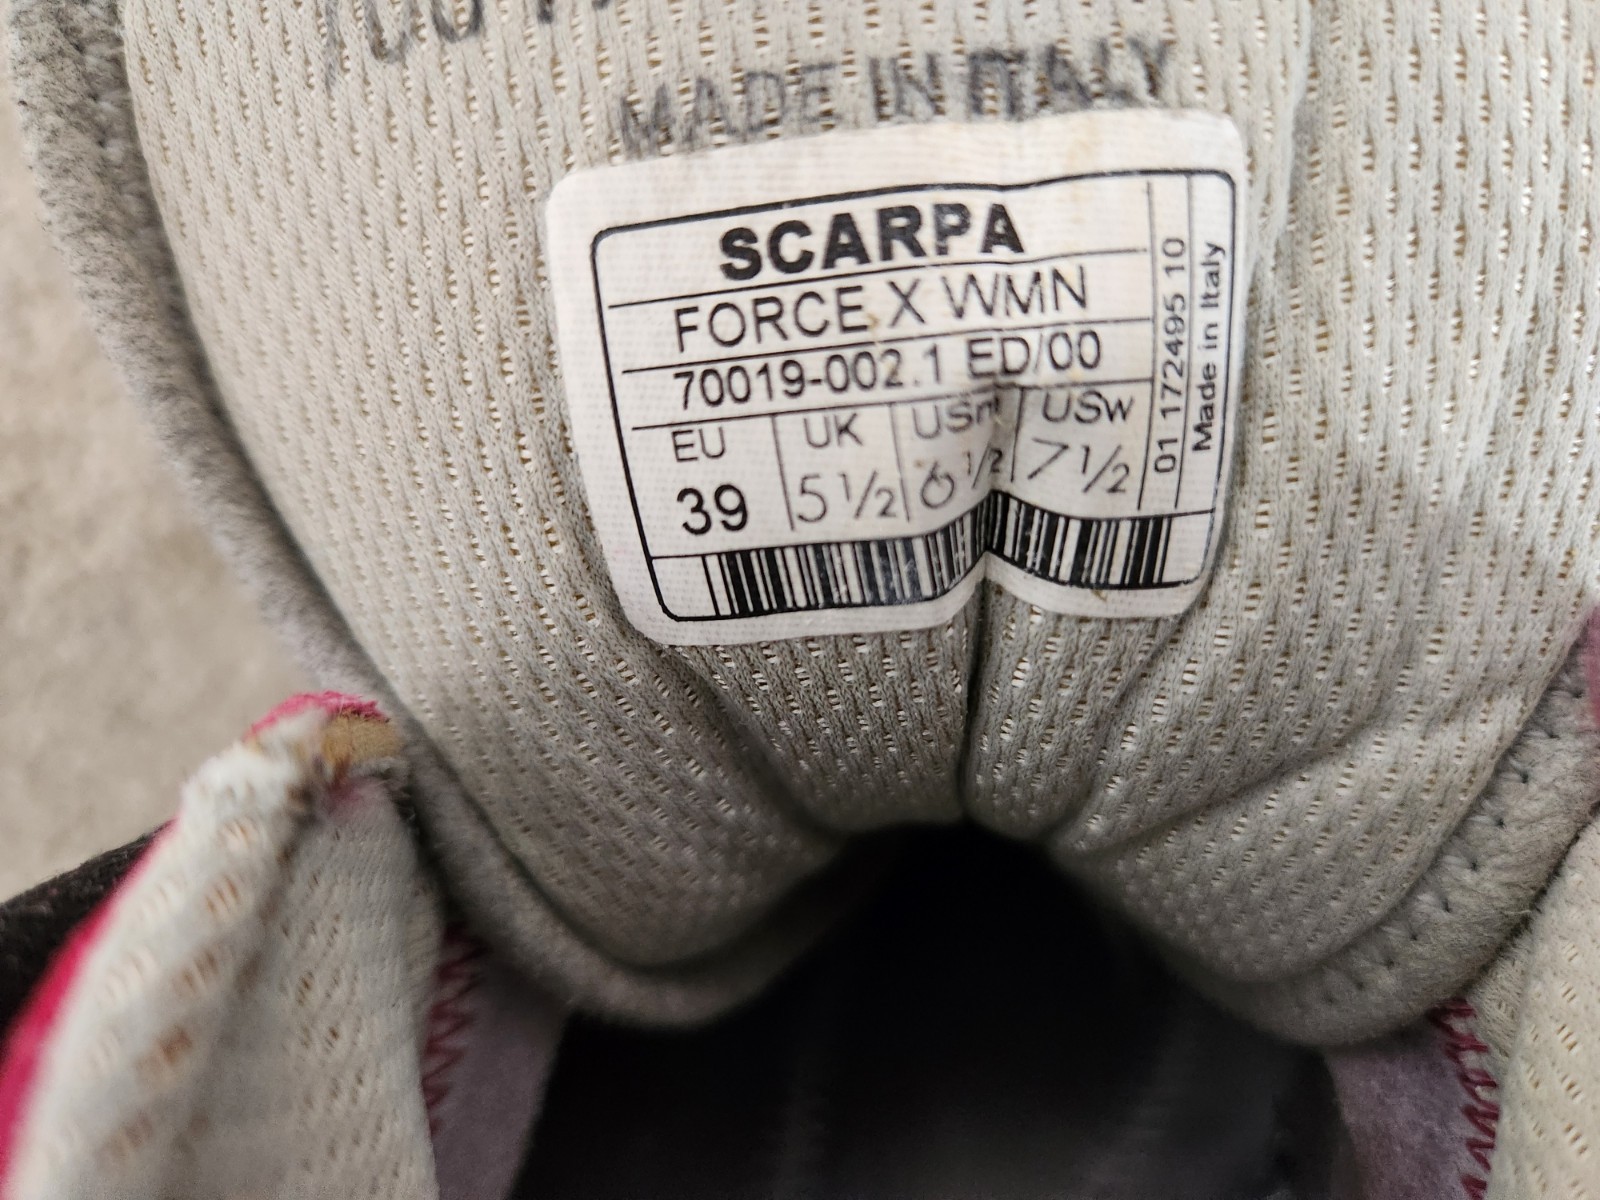 MADE IN ITALY
SCARPA
FORCE X WMN
70019-002.1 ED/00
EU UK USm USw
39 5 1/2 6 1/2 7 1/2
01 1724495 10
Made in Italy